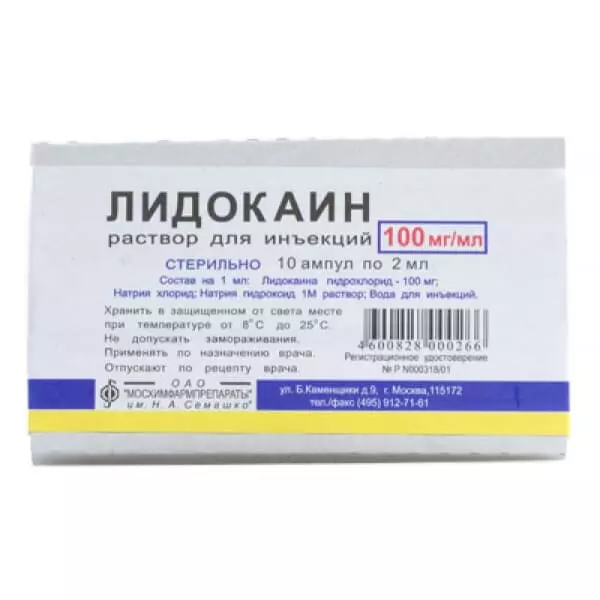 ЛИДОКАИН
раствор для инъекций 100 мг/мл
СТЕРИЛЬНО 10 ампул по 2 мл
Состав на 1 мл: Лидокаина гидрохлорид - 100 мг;
Натрия хлорид; Натрия гидроксид 1М раствор; Вода для инъекций.
Хранить в защищенном от света месте
при температуре от 8°С до 25°С.
Не допускать замораживания.
Применять по назначению врача.
Отпускают по рецепту врача.
4600828 000266
Регистрационное удостоверение
№ Р N000318/01
ОАО
"МОСХИМФАРМПРЕПАРАТЫ"
им. Н. А. Семашко
ул. Б.Каменщики д.9, г. Москва,115172
тел./факс (495) 912-71-61